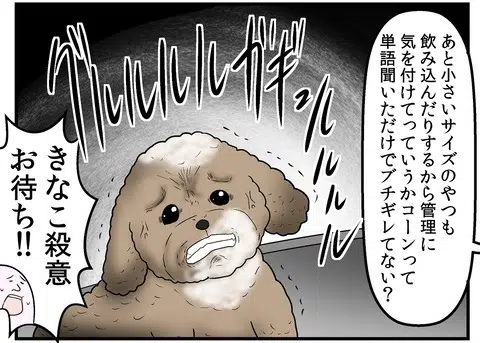 あと小さいサイズのやつも
飲み込んだりするから管理に
気を付けてっていうかコーンって
単語聞いただけでブチギレてない?
グルルルルルガギュルルルル
きなこ殺意
お待ち!!